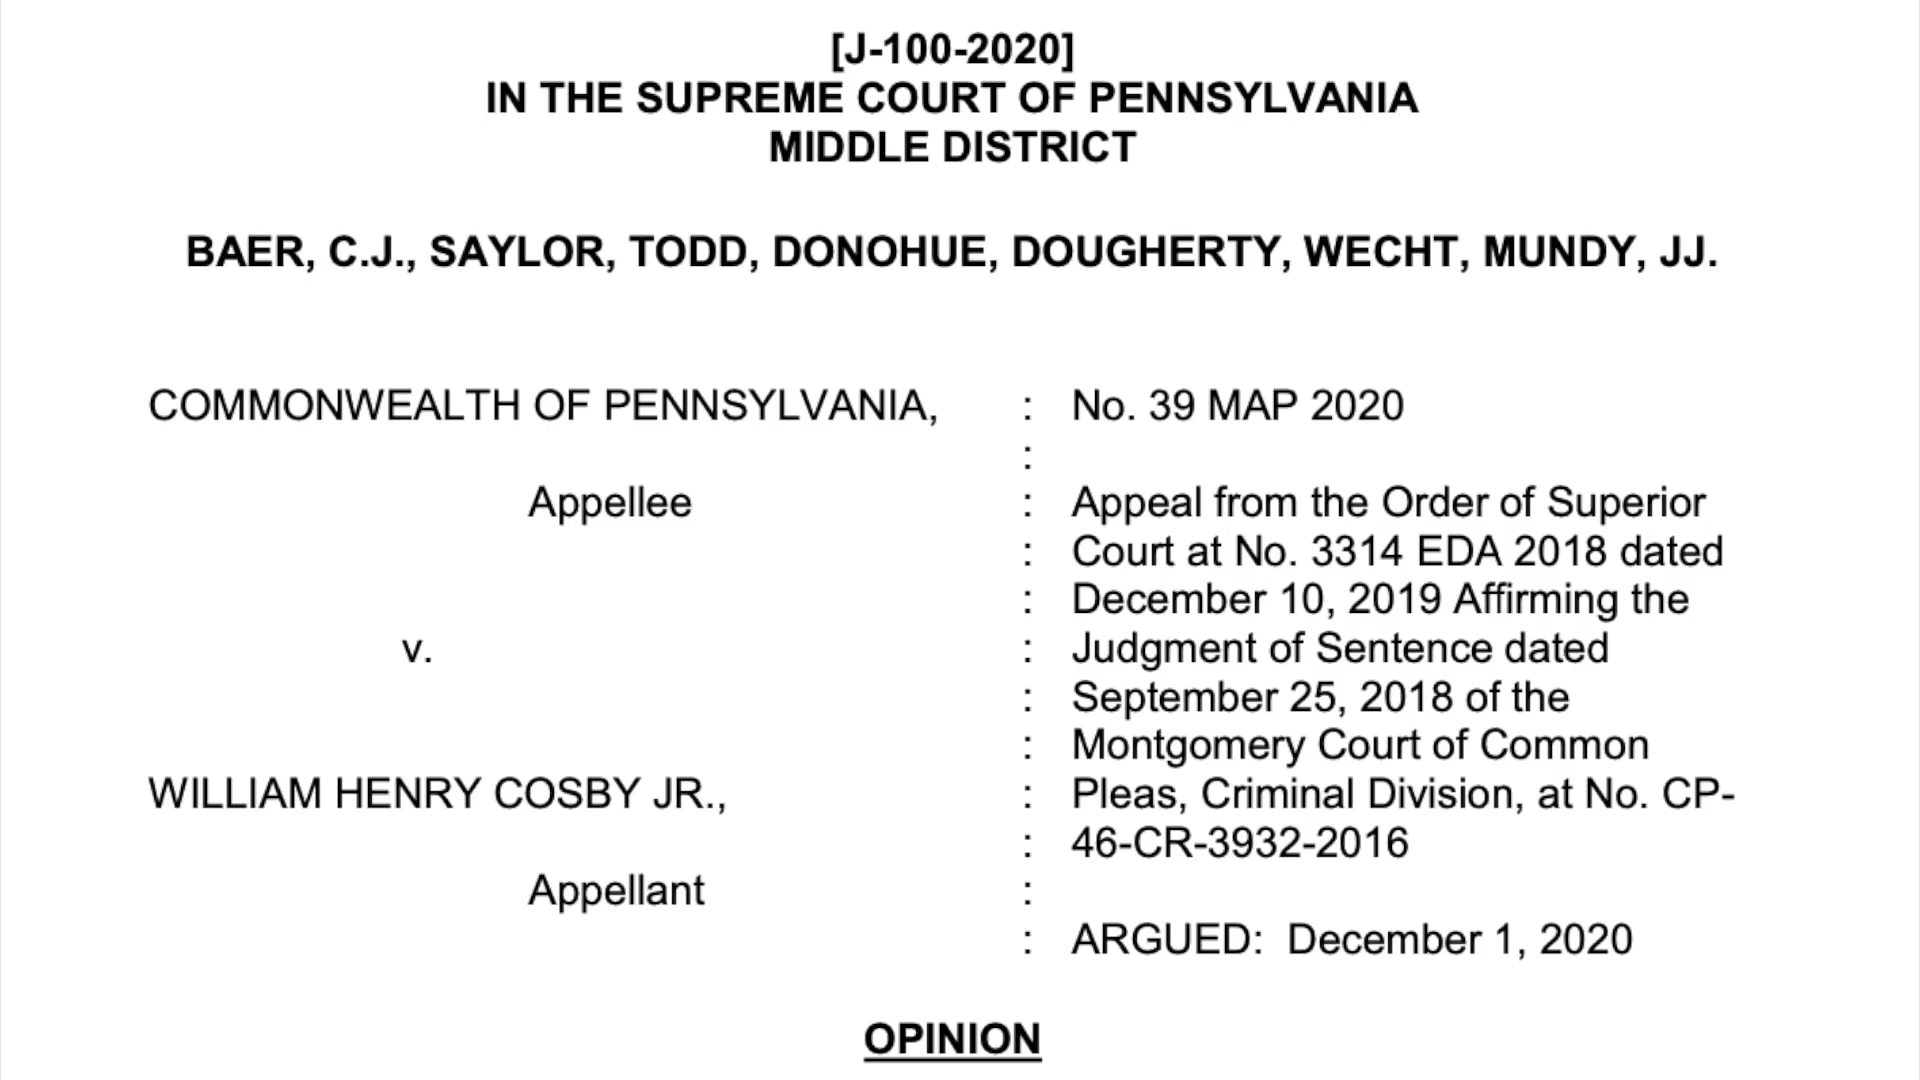 [J-100-2020]
IN THE SUPREME COURT OF PENNSYLVANIA
MIDDLE DISTRICT
BAER, C.J., SAYLOR, TODD, DONOHUE, DOUGHERTY, WECHT, MUNDY, JJ.
COMMONWEALTH OF PENNSYLVANIA, : No. 39 MAP 2020
:
Appellee : Appeal from the Order of Superior
: Court at No. 3314 EDA 2018 dated
: December 10, 2019 Affirming the
v. : Judgment of Sentence dated
: September 25, 2018 of the
: Montgomery Court of Common
WILLIAM HENRY COSBY JR., : Pleas, Criminal Division, at No. CP-
: 46-CR-3932-2016
Appellant :
: ARGUED: December 1, 2020
OPINION